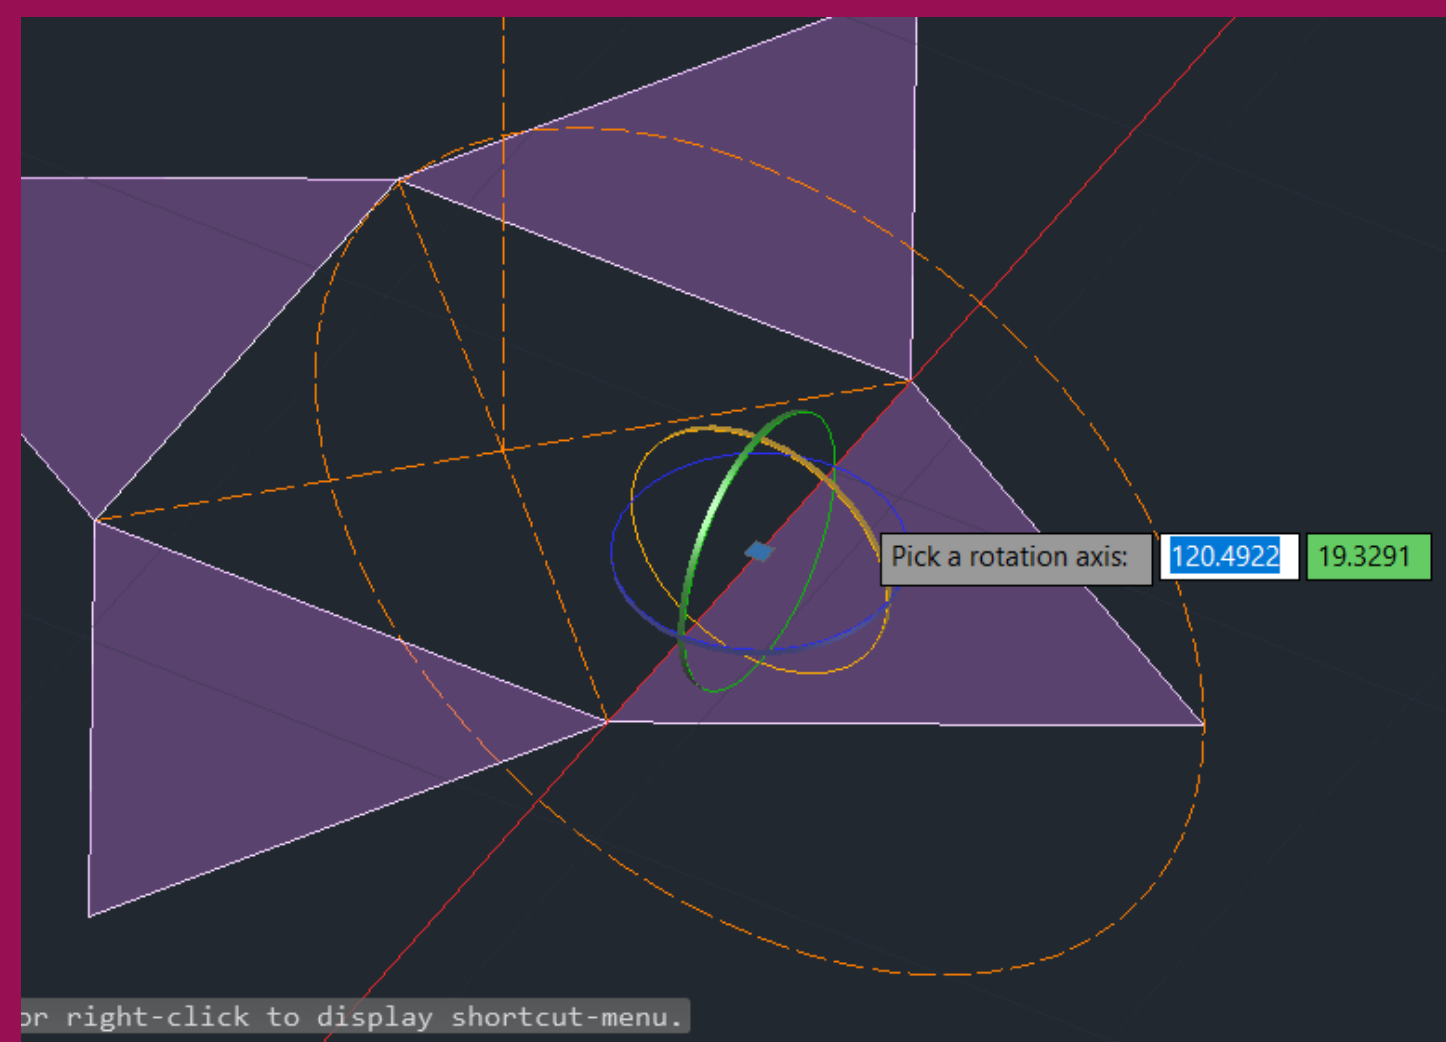 Pick a rotation axis: 120.4922 19.3291
or right-click to display shortcut-menu.